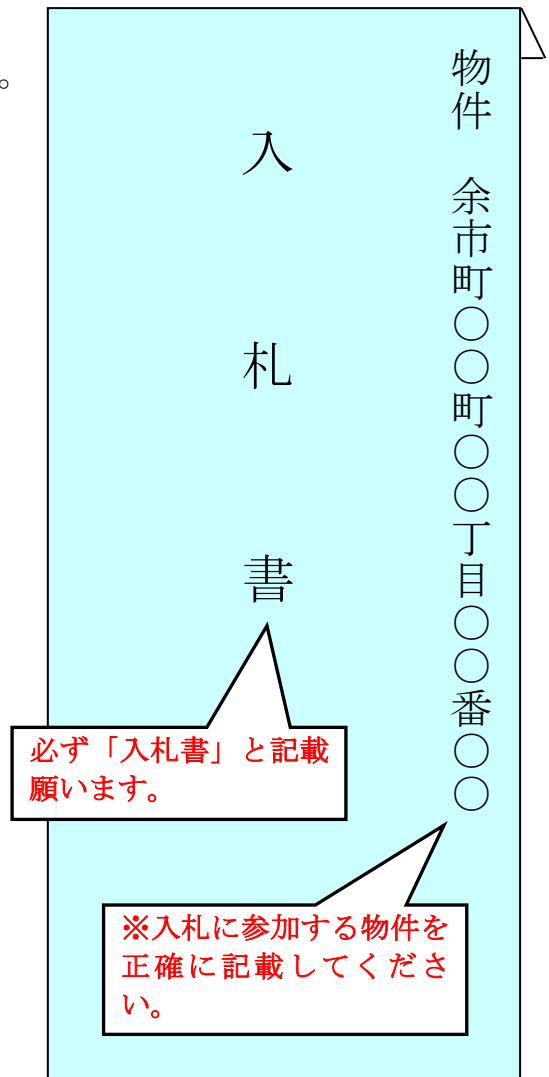 。
物件　余市町〇〇町〇〇丁目〇〇番〇〇
入札書
必ず「入札書」と記載
願います。
※入札に参加する物件を
正確に記載してくださ
い。